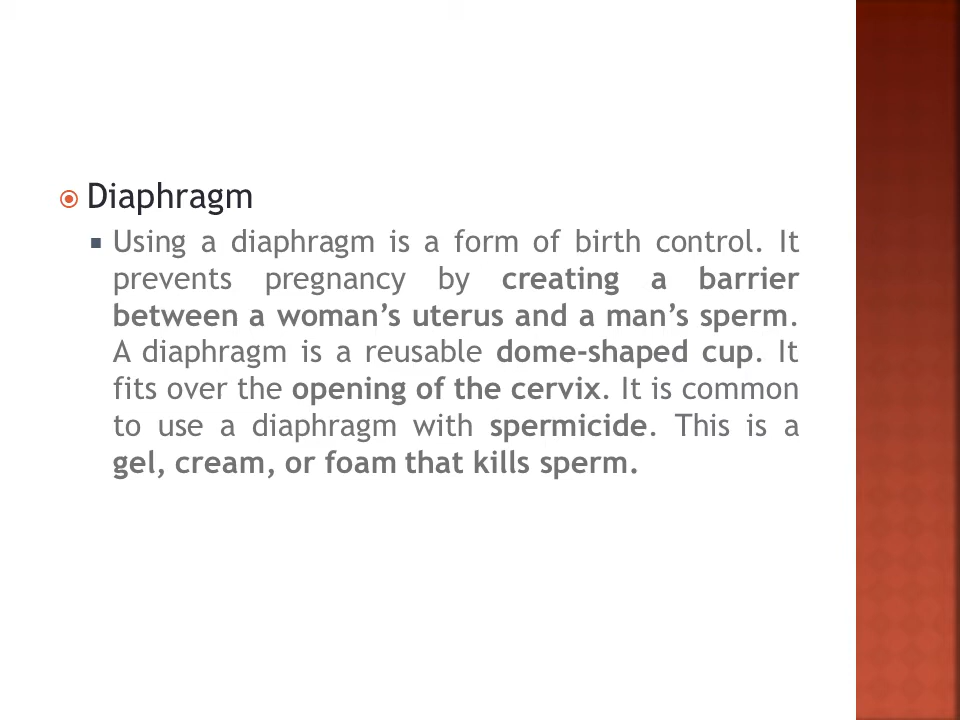 Diaphragm
Using a diaphragm is a form of birth control. It
prevents pregnancy by creating a barrier
between a woman’s uterus and a man’s sperm.
A diaphragm is a reusable dome-shaped cup. It
fits over the opening of the cervix. It is common
to use a diaphragm with spermicide. This is a
gel, cream, or foam that kills sperm.